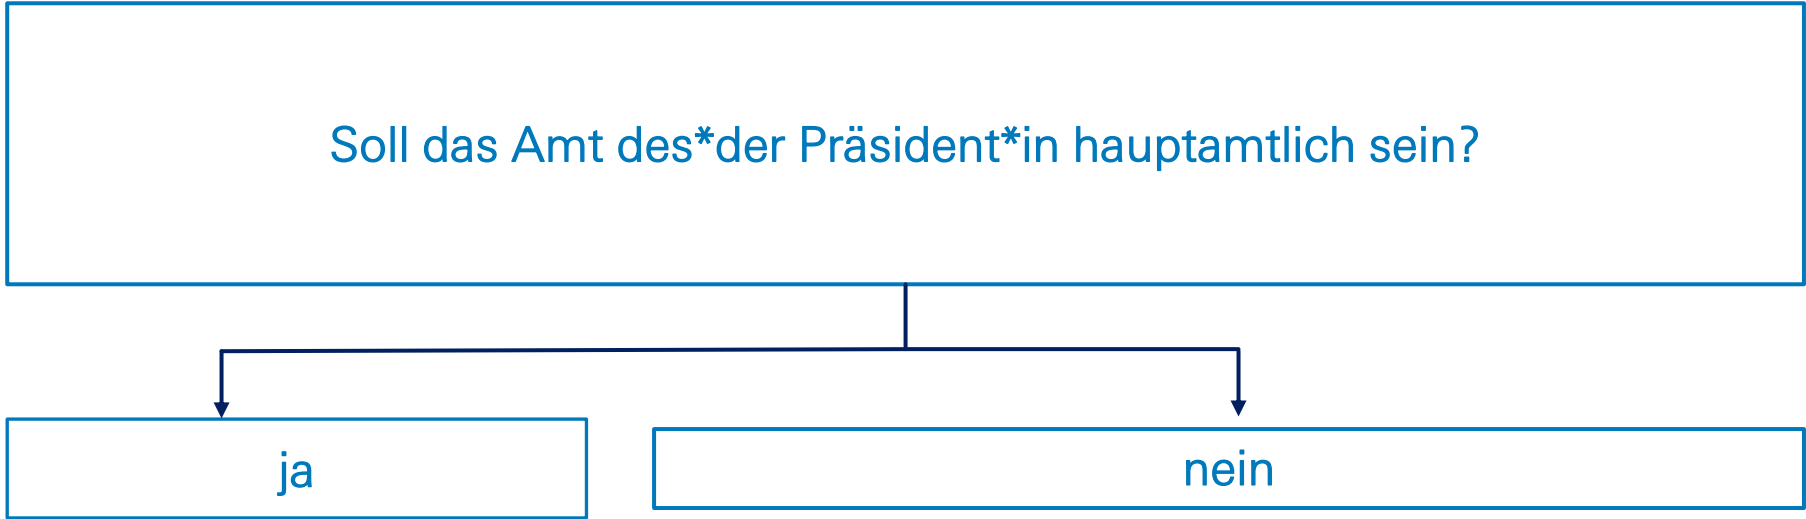 Soll das Amt des*der Präsident*in hauptamtlich sein?
ja
nein